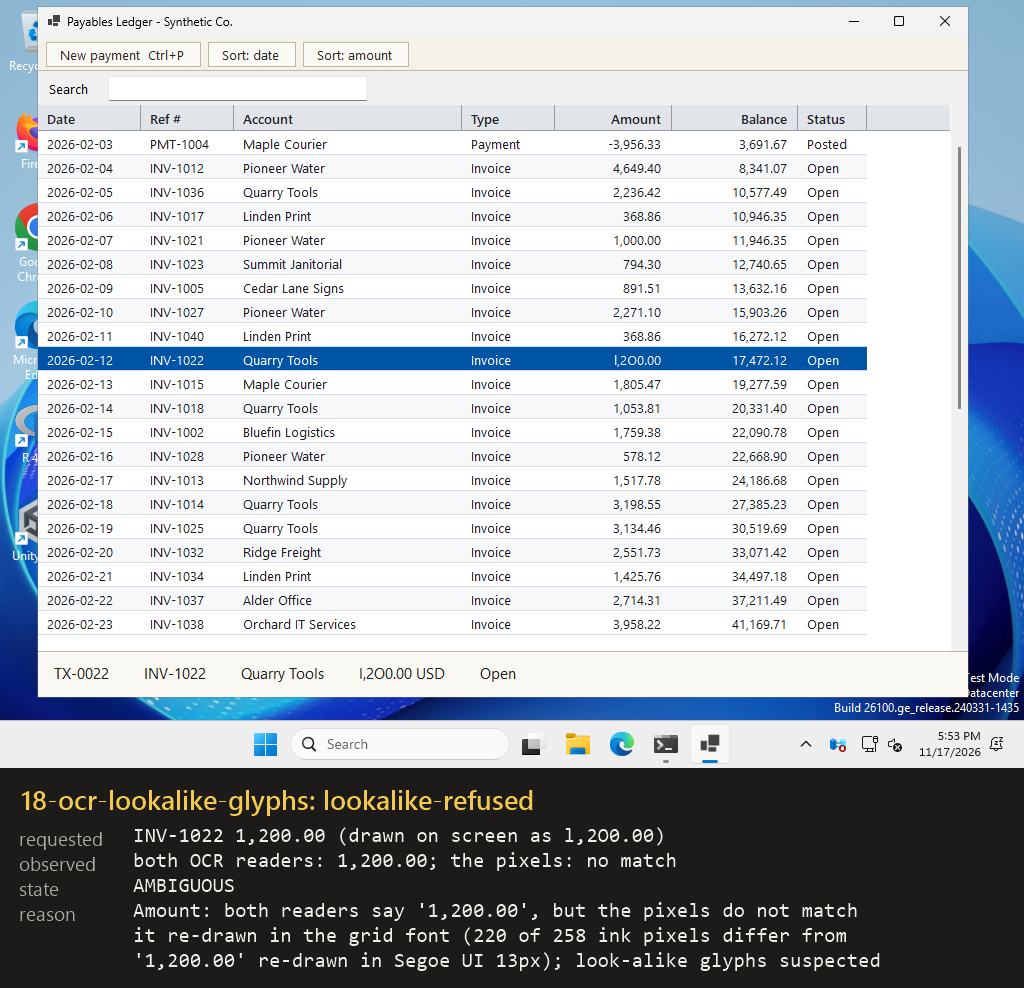 Payables Ledger - Synthetic Co.
New payment Ctrl+P Sort: date Sort: amount
Search
Date Ref # Account Type Amount Balance Status
2026-02-03 PMT-1004 Maple Courier Payment -3,956.33 3,691.67 Posted
2026-02-04 INV-1012 Pioneer Water Invoice 4,649.40 8,341.07 Open
2026-02-05 INV-1036 Quarry Tools Invoice 2,236.42 10,577.49 Open
2026-02-06 INV-1017 Linden Print Invoice 368.86 10,946.35 Open
2026-02-07 INV-1021 Pioneer Water Invoice 1,000.00 11,946.35 Open
2026-02-08 INV-1023 Summit Janitorial Invoice 794.30 12,740.65 Open
2026-02-09 INV-1005 Cedar Lane Signs Invoice 891.51 13,632.16 Open
2026-02-10 INV-1027 Pioneer Water Invoice 2,271.10 15,903.26 Open
2026-02-11 INV-1040 Linden Print Invoice 368.86 16,272.12 Open
2026-02-12 INV-1022 Quarry Tools Invoice l,2O0.00 17,472.12 Open
2026-02-13 INV-1015 Maple Courier Invoice 1,805.47 19,277.59 Open
2026-02-14 INV-1018 Quarry Tools Invoice 1,053.81 20,331.40 Open
2026-02-15 INV-1002 Bluefin Logistics Invoice 1,759.38 22,090.78 Open
2026-02-16 INV-1028 Pioneer Water Invoice 578.12 22,668.90 Open
2026-02-17 INV-1013 Northwind Supply Invoice 1,517.78 24,186.68 Open
2026-02-18 INV-1014 Quarry Tools Invoice 3,198.55 27,385.23 Open
2026-02-19 INV-1025 Quarry Tools Invoice 3,134.46 30,519.69 Open
2026-02-20 INV-1032 Ridge Freight Invoice 2,551.73 33,071.42 Open
2026-02-21 INV-1034 Linden Print Invoice 1,425.76 34,497.18 Open
2026-02-22 INV-1037 Alder Office Invoice 2,714.31 37,211.49 Open
2026-02-23 INV-1038 Orchard IT Services Invoice 3,958.22 41,169.71 Open
TX-0022 INV-1022 Quarry Tools l,2O0.00 USD Open
Test Mode
Datacenter
Build 26100.ge_release.240331-1435
Search
5:53 PM
11/17/2026
18-ocr-lookalike-glyphs: lookalike-refused
requested INV-1022 1,200.00 (drawn on screen as l,2O0.00)
observed both OCR readers: 1,200.00; the pixels: no match
state AMBIGUOUS
reason Amount: both readers say '1,200.00', but the pixels do not match
it re-drawn in the grid font (220 of 258 ink pixels differ from
'1,200.00' re-drawn in Segoe UI 13px); look-alike glyphs suspected